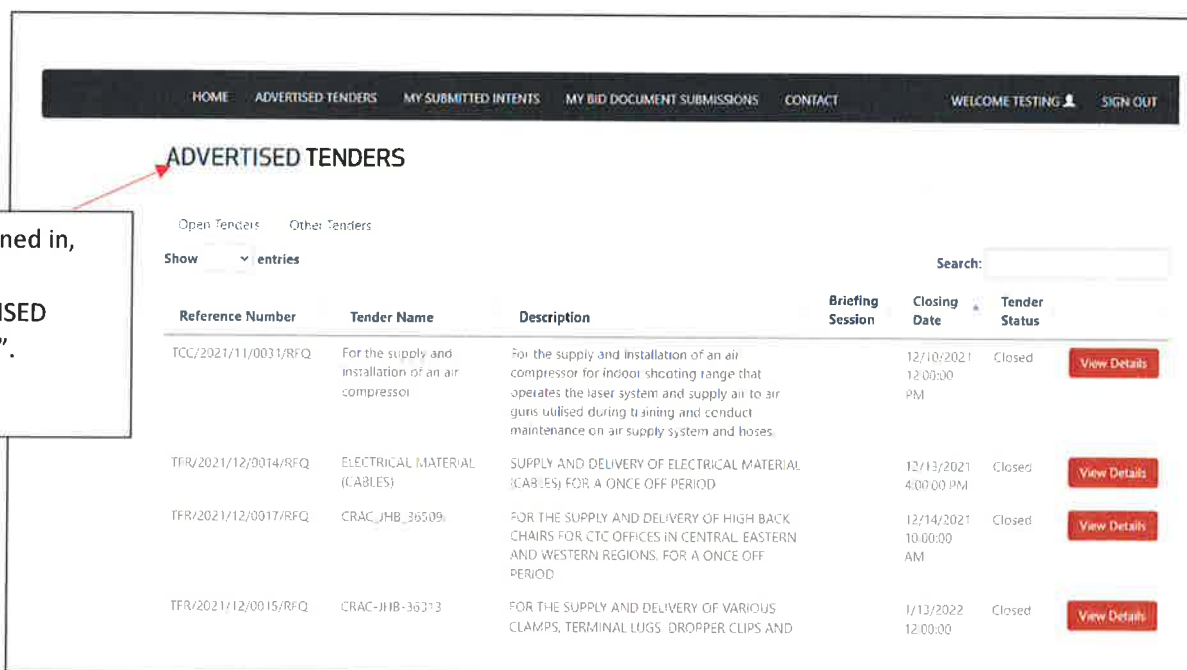 HOME ADVERTISED TENDERS MY SUBMITTED INTENTS MY BID DOCUMENT SUBMISSIONS CONTACT WELCOME TESTING SIGN OUT
ADVERTISED TENDERS
ned in,
ISED
”.
Open Tenders Other Tenders
Show entries Search:
Reference Number Tender Name Description Briefing Session Closing Date Tender Status
TCC/2021/11/0031/RFQ For the supply and Closed View Details
installation of an air
compressor
For the supply and installation of an air
compressor for indoor shooting range that
operates the laser system and supply air to air
guns utilised during training and conduct
maintenance on air supply system and hoses.
12/10/2021
12:00:00
PM
TFR/2021/12/0014/RFQ ELECTRICAL MATERIAL SUPPLY AND DELIVERY OF ELECTRICAL MATERIAL 12/13/2021 Closed View Details
(CABLES) (CABLES) FOR A ONCE OFF PERIOD 4:00:00 PM
TFR/2021/12/0017/RFQ CRAC_JHB_36509 FOR THE SUPPLY AND DELIVERY OF HIGH BACK 12/14/2021 Closed View Details
CHAIRS FOR CTC OFFICES IN CENTRAL, EASTERN 10:00:00
AND WESTERN REGIONS, FOR A ONCE OFF AM
PERIOD
TFR/2021/12/0015/RFQ CRAC-JHB-36313 FOR THE SUPPLY AND DELIVERY OF VARIOUS 1/13/2022 Closed View Details
CLAMPS, TERMINAL LUGS, DROPPER CLIPS AND 12:00:00